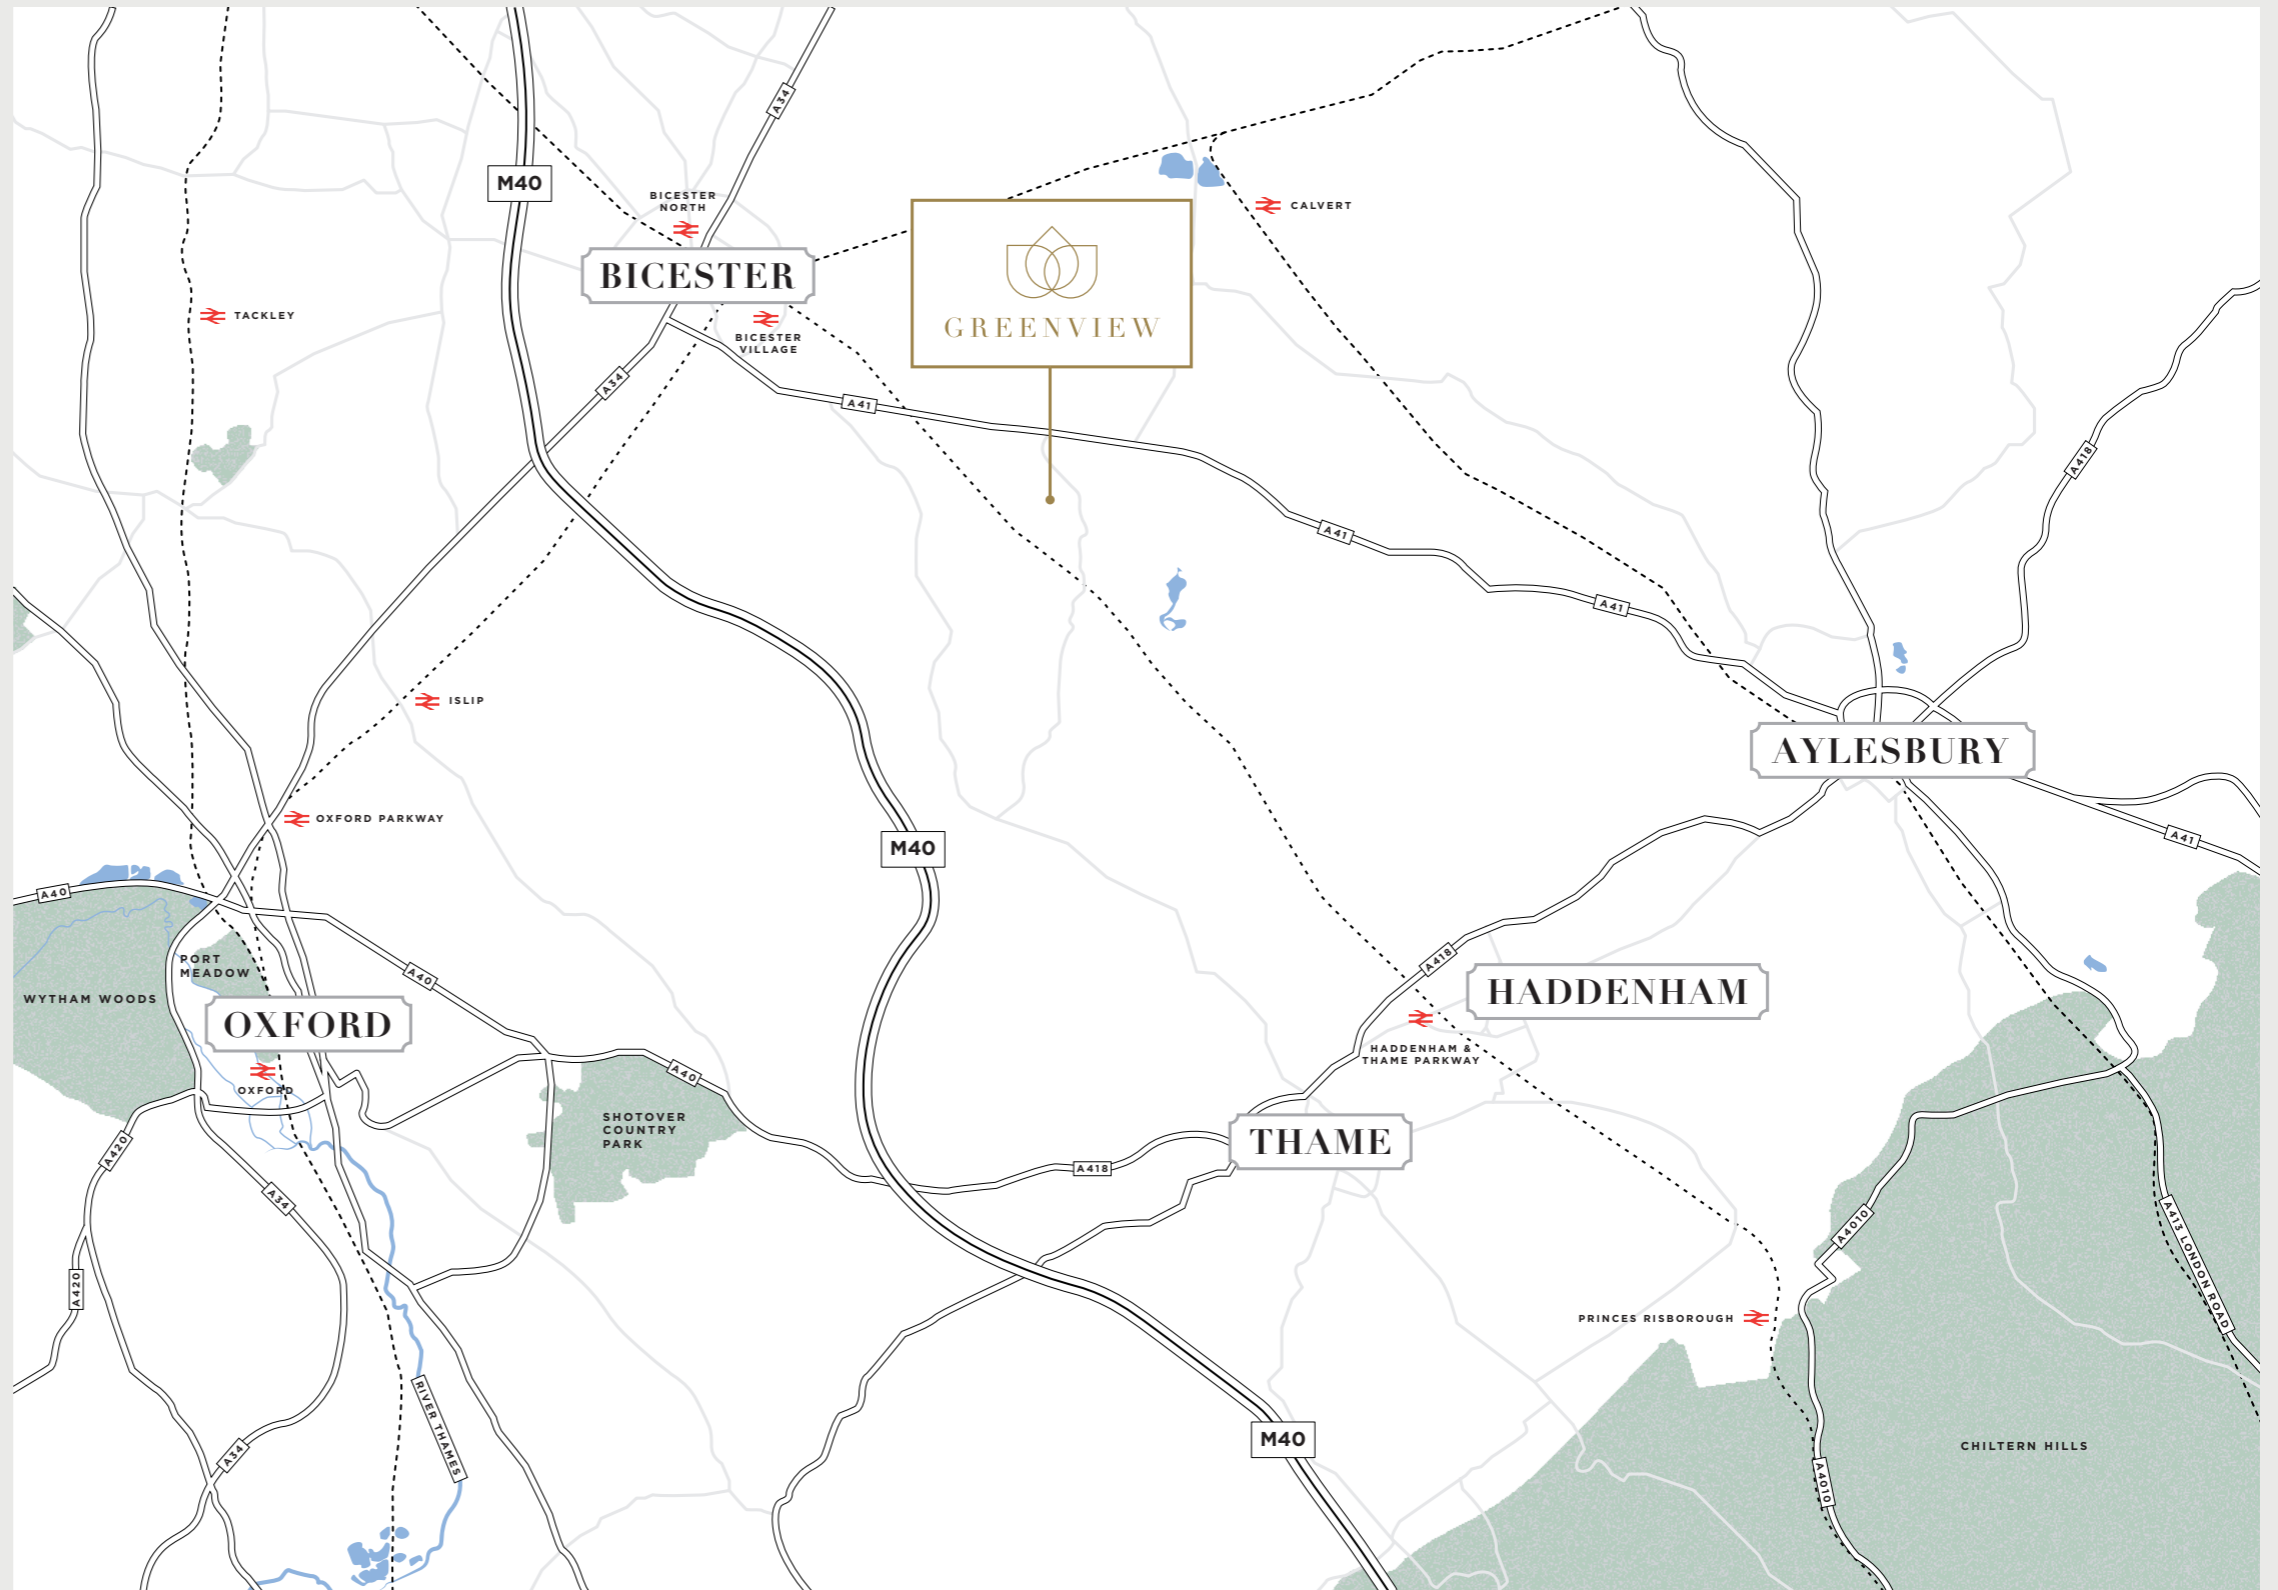 A34
M40
BICESTER
NORTH
CALVERT
BICESTER
GREENVIEW
TACKLEY
BICESTER
VILLAGE
A34
A41
A418
A41
A41
ISLIP
AYLESBURY
OXFORD PARKWAY
A41
M40
A40
PORT
MEADOW
A40
A418
WYTHAM WOODS
HADDENHAM
OXFORD
HADDENHAM &
THAME PARKWAY
A40
OXFORD
SHOTOVER
COUNTRY
PARK
THAME
A420
A418
A34
A4010
A413 LONDON ROAD
A420
PRINCES RISBOROUGH
RIVER THAMES
M40
CHILTERN HILLS
A34
A4010